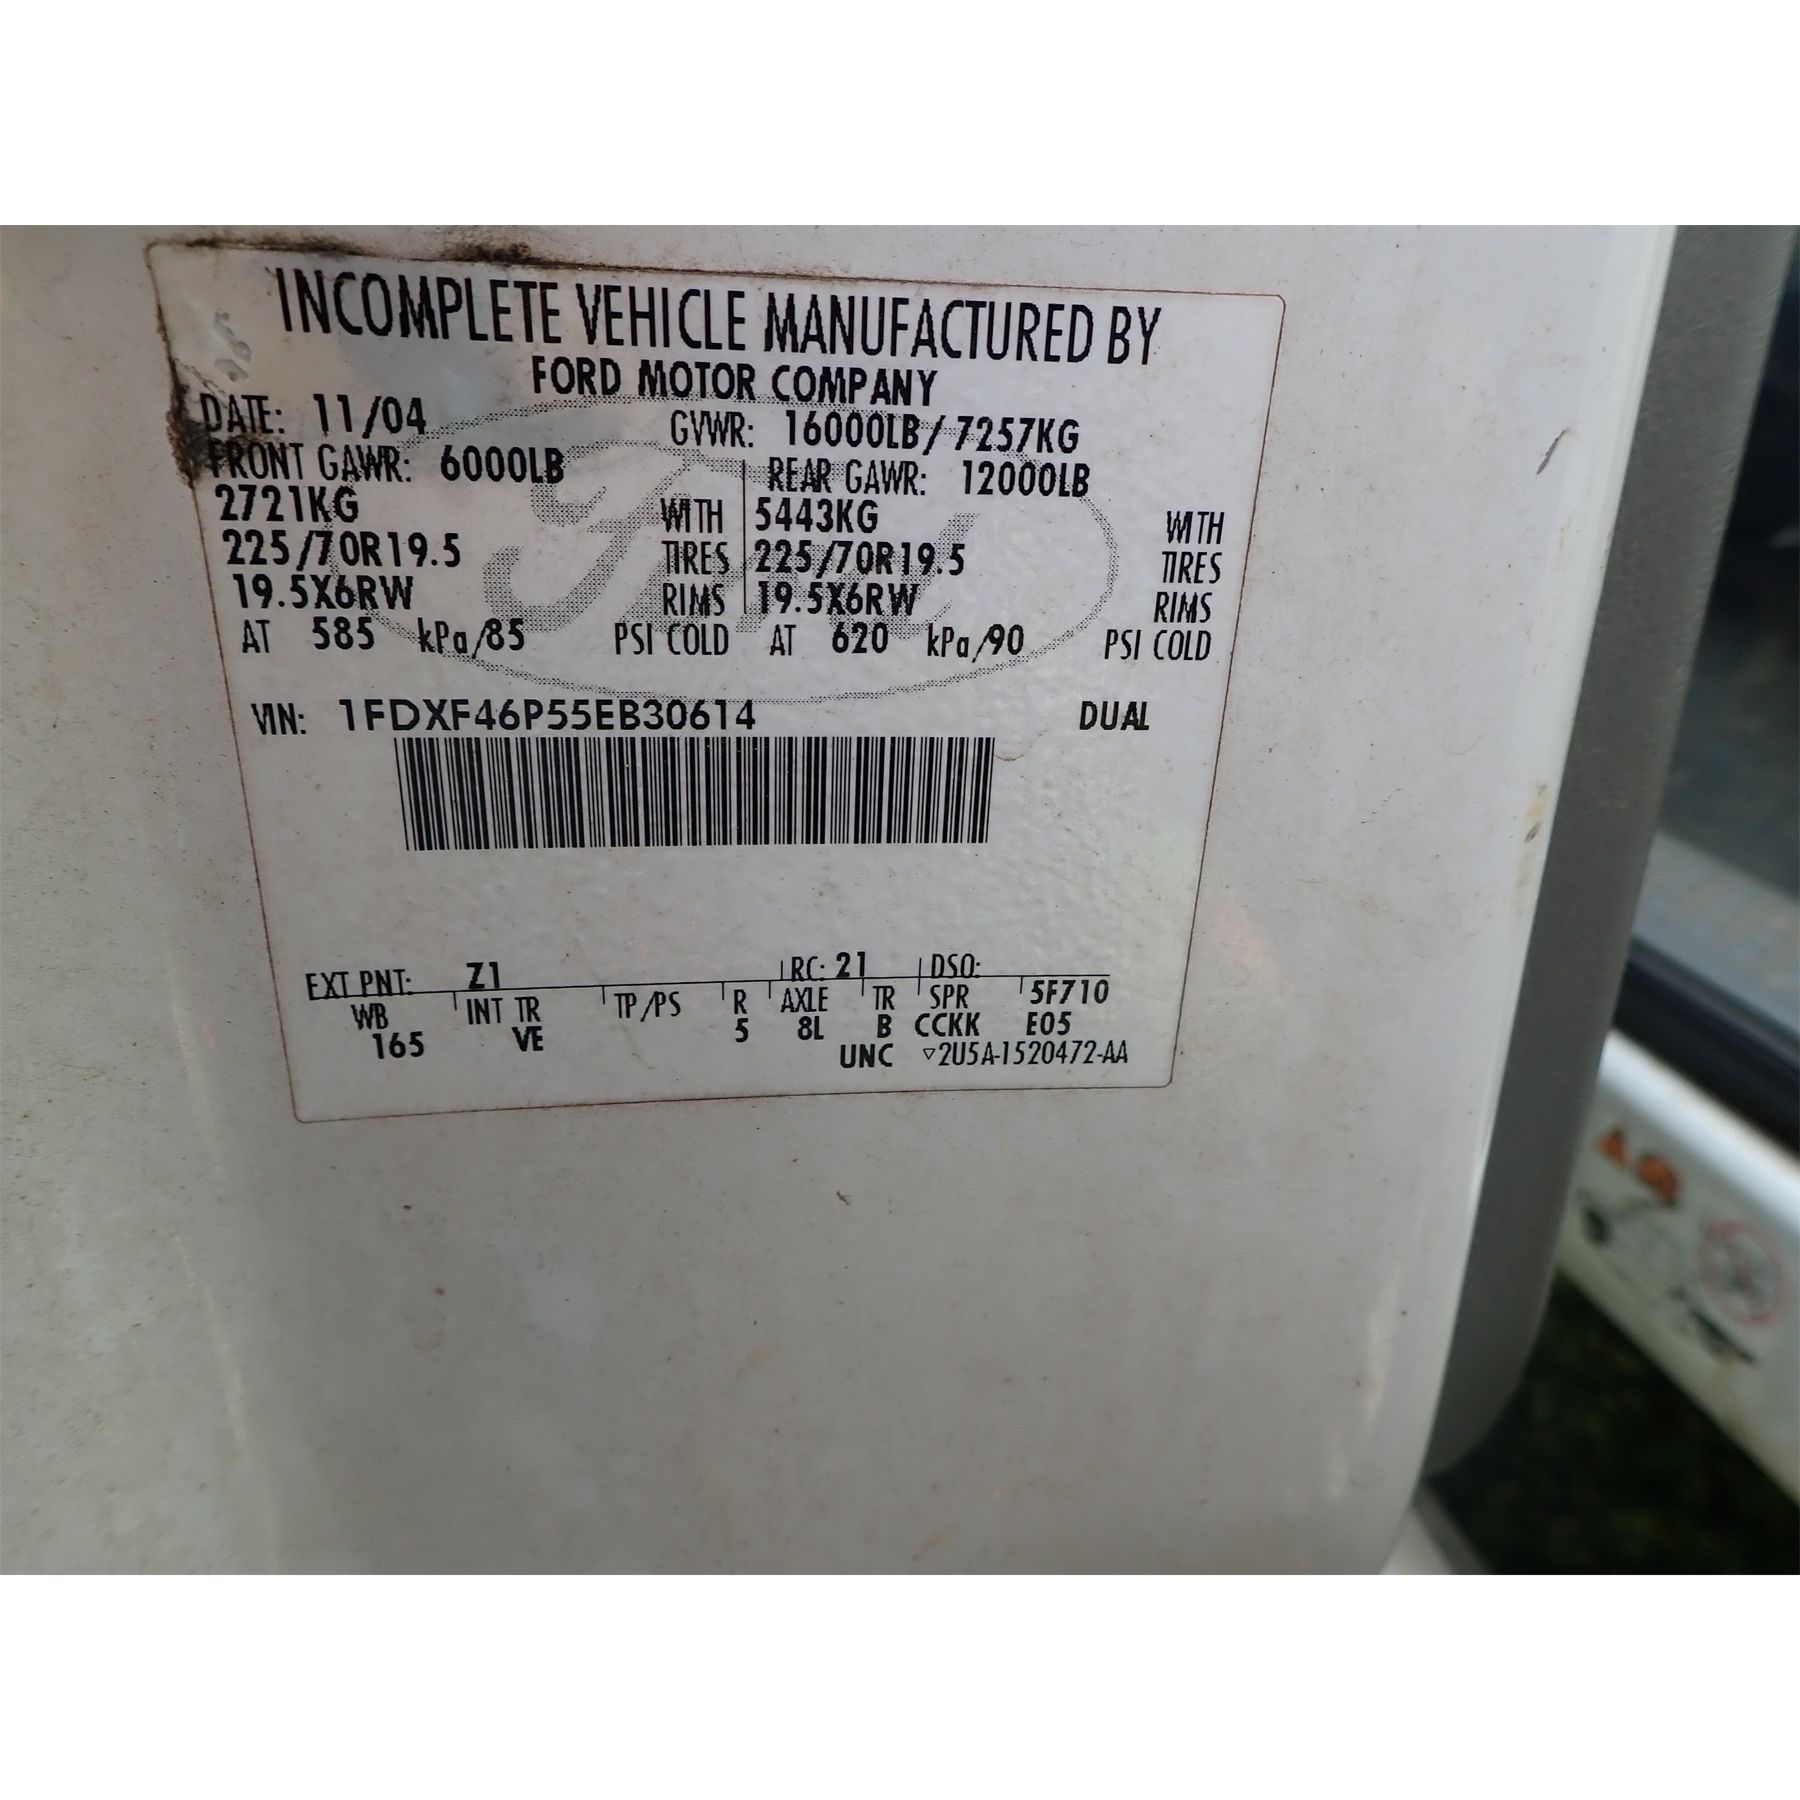 INCOMPLETE VEHICLE MANUFACTURED BY
FORD MOTOR COMPANY
DATE: 11/04 GVWR: 16000LB/ 7257KG
FRONT GAWR: 6000LB REAR GAWR: 12000LB
2721KG WITH 5443KG WITH
225/70R19.5 TIRES 225/70R19.5 TIRES
19.5X6RW RIMS 19.5X6RW RIMS
AT 585 kPa/85 PSI COLD AT 620 kPa/90 PSI COLD
VIN: 1FDXF46P55EB30614 DUAL
EXT PNT: Z1 RC: 21 DSO:
WB INT TR TP/PS R AXLE TR SPR 5F710
165 VE 5 8L B CCKK E05
UNC ▽2U5A-1520472-AA